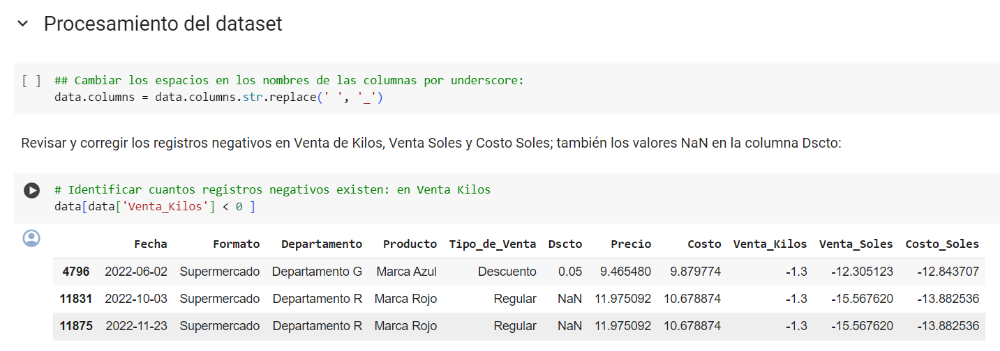 Procesamiento del dataset
[ ] ## Cambiar los espacios en los nombres de las columnas por underscore:
data.columns = data.columns.str.replace(' ', '_')
Revisar y corregir los registros negativos en Venta de Kilos, Venta Soles y Costo Soles; también los valores NaN en la columna Dscto:
# Identificar cuantos registros negativos existen: en Venta Kilos
data[data['Venta_Kilos'] < 0 ]
Fecha Formato Departamento Producto Tipo_de_Venta Dscto Precio Costo Venta_Kilos Venta_Soles Costo_Soles
4796 2022-06-02 Supermercado Departamento G Marca Azul Descuento 0.05 9.465480 9.879774 -1.3 -12.305123 -12.843707
11831 2022-10-03 Supermercado Departamento R Marca Rojo Regular NaN 11.975092 10.678874 -1.3 -15.567620 -13.882536
11875 2022-11-23 Supermercado Departamento R Marca Rojo Regular NaN 11.975092 10.678874 -1.3 -15.567620 -13.882536